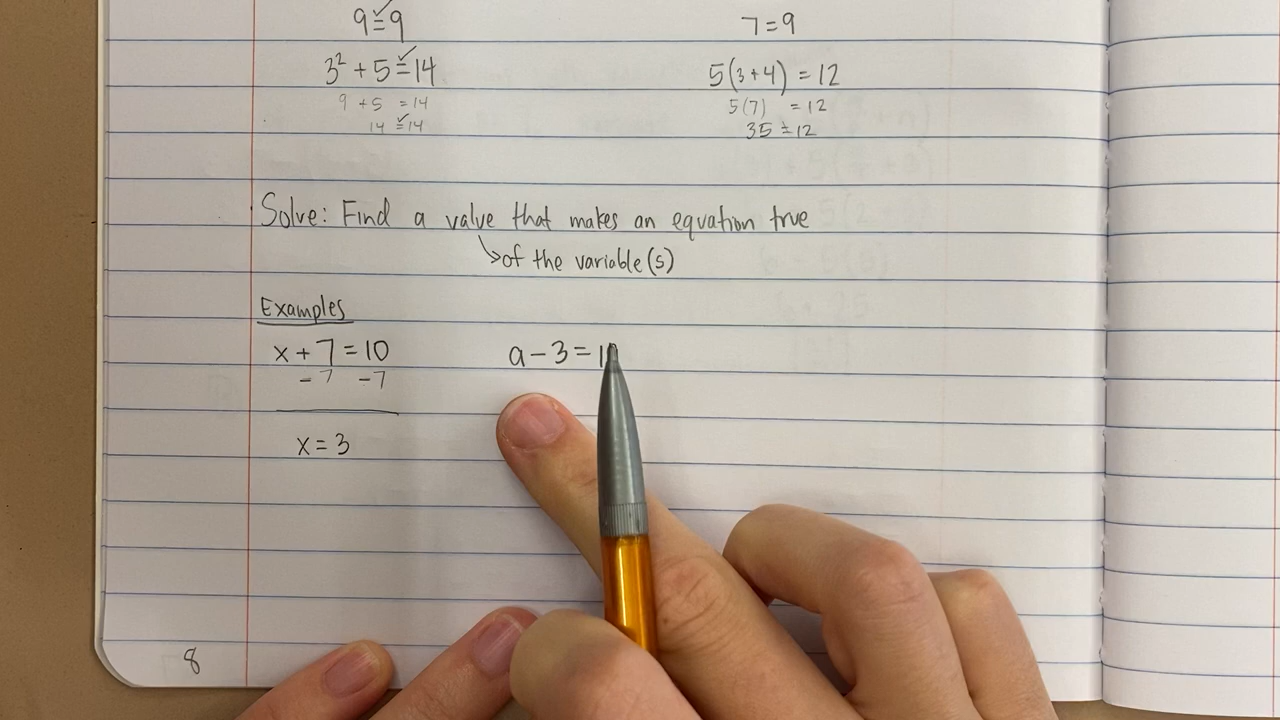 9 = 9 ✓
3² + 5 = 14 ✓
9 + 5 = 14
14 = 14 ✓
7 = 9
5(3+4) = 12
5(7) = 12
35 ≠ 12
Solve: Find a value that makes an equation true
↳ of the variable(s)
Examples
x + 7 = 10
- 7 -7
x = 3
a - 3 =
8